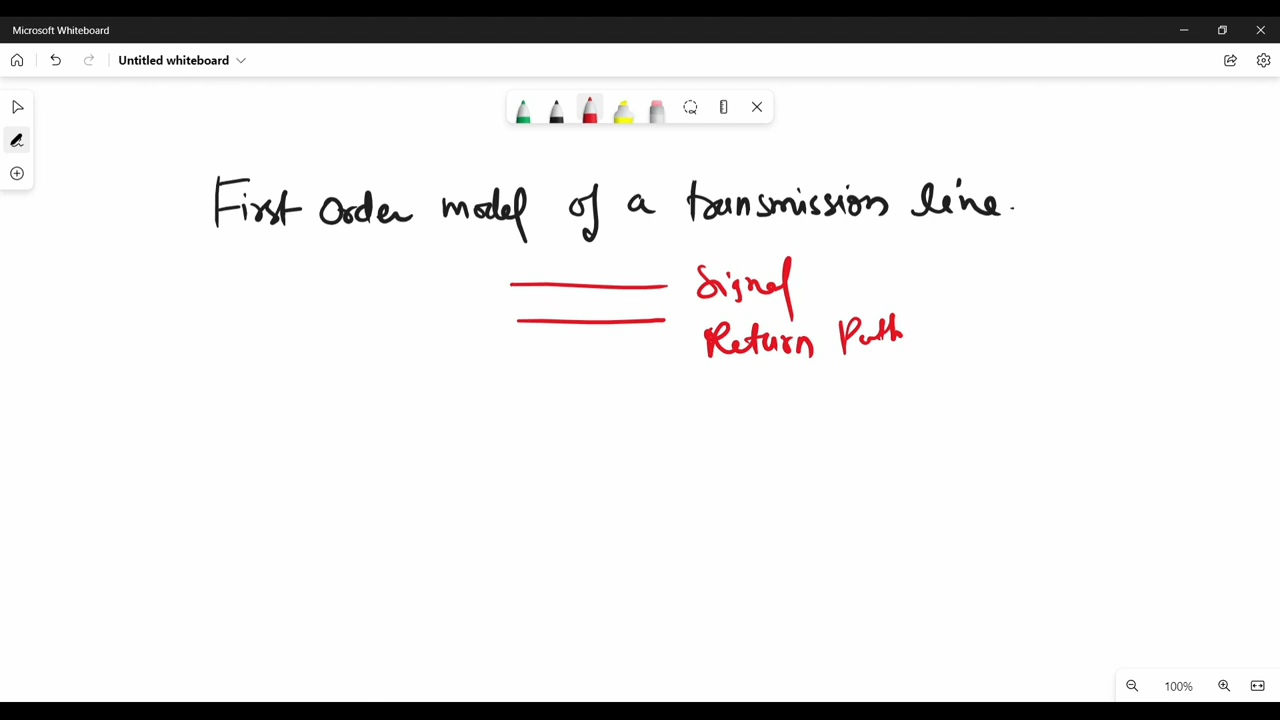 Microsoft Whiteboard
Untitled whiteboard
First Order model of a transmission line.
Signal
Return Path
100%